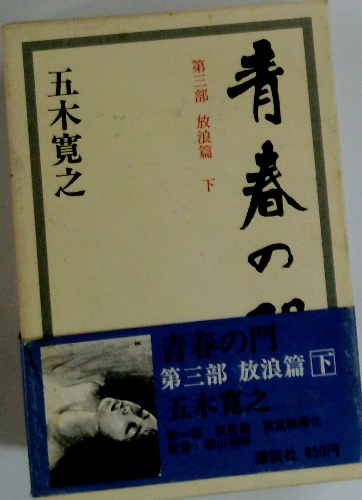 青春の門
第三部 放浪篇 下
五木寛之
青春の門
第三部 放浪篇 下
五木寛之
講談社 850円